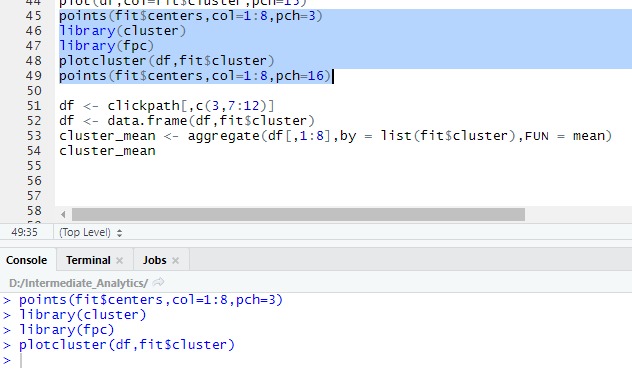 44 plot(df,col=fit$cluster,pch=15)
45 points(fit$centers,col=1:8,pch=3)
46 library(cluster)
47 library(fpc)
48 plotcluster(df,fit$cluster)
49 points(fit$centers,col=1:8,pch=16)
50
51 df <- clickpath[,c(3,7:12)]
52 df <- data.frame(df,fit$cluster)
53 cluster_mean <- aggregate(df[,1:8],by = list(fit$cluster),FUN = mean)
54 cluster_mean
55
56
57
58
49:35 (Top Level)
Console Terminal Jobs
D:/Intermediate_Analytics/
> points(fit$centers,col=1:8,pch=3)
> library(cluster)
> library(fpc)
> plotcluster(df,fit$cluster)
>